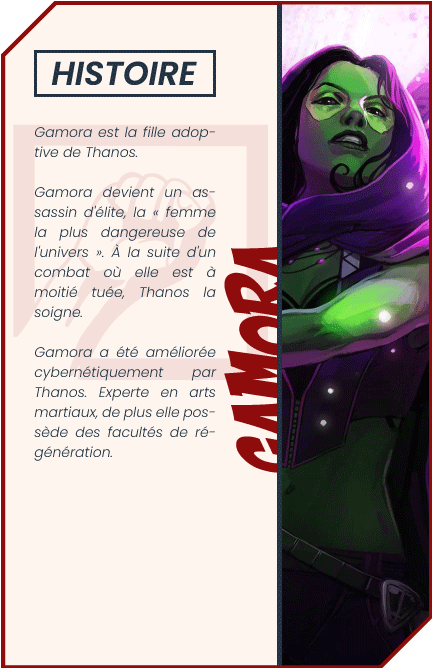 HISTOIRE
Gamora est la fille adop-
tive de Thanos.
Gamora devient un as-
sassin d'élite, la « femme
la plus dangereuse de
l'univers ». À la suite d'un
combat où elle est à
moitié tuée, Thanos la
soigne.
Gamora a été améliorée
cybernétiquement par
Thanos. Experte en arts
martiaux, de plus elle pos-
sède des facultés de ré-
génération.
GAMORA